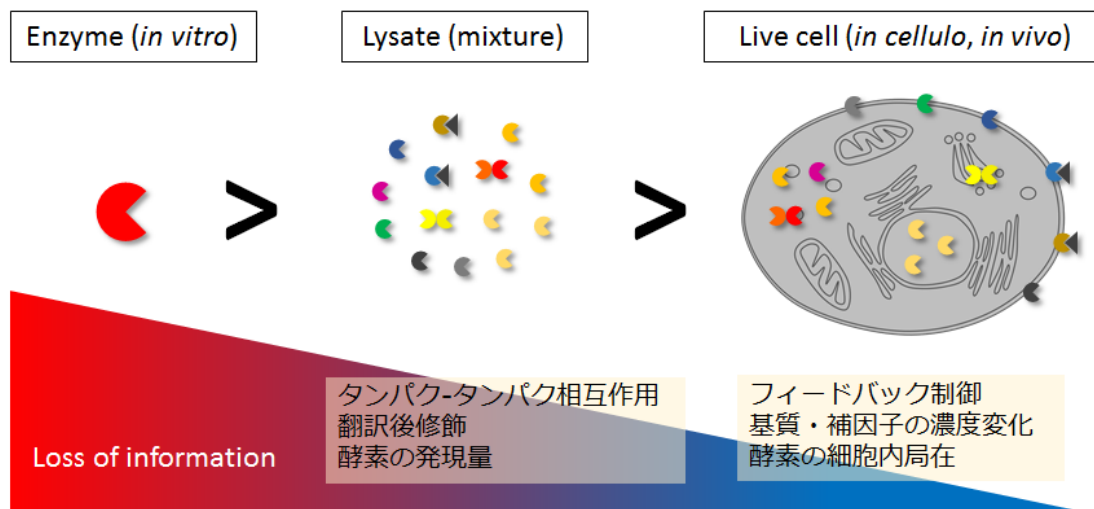 Enzyme (in vitro)
Lysate (mixture)
Live cell (in cellulo, in vivo)
>
>
タンパク-タンパク相互作用
翻訳後修飾
酵素の発現量
フィードバック制御
基質・補因子の濃度変化
酵素の細胞内局在
Loss of information